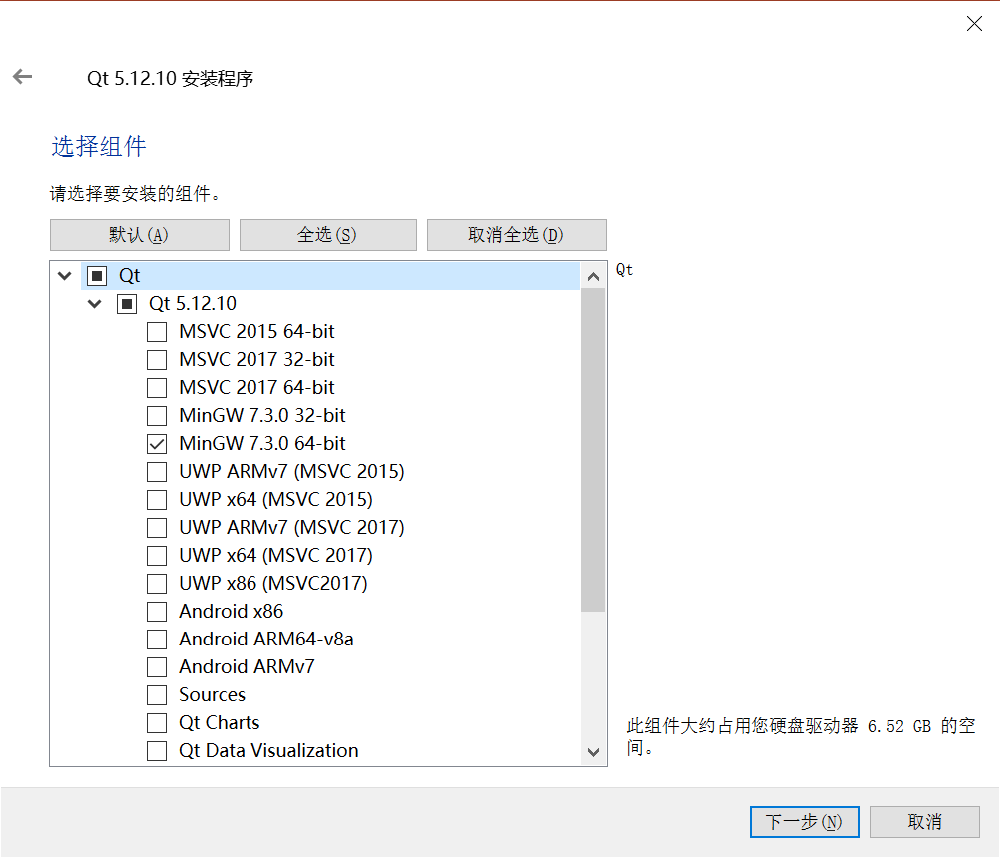 Qt 5.12.10 安装程序
选择组件
请选择要安装的组件。
默认(A) 全选(S) 取消全选(D)
Qt
Qt
Qt 5.12.10
MSVC 2015 64-bit
MSVC 2017 32-bit
MSVC 2017 64-bit
MinGW 7.3.0 32-bit
MinGW 7.3.0 64-bit
UWP ARMv7 (MSVC 2015)
UWP x64 (MSVC 2015)
UWP ARMv7 (MSVC 2017)
UWP x64 (MSVC 2017)
UWP x86 (MSVC2017)
Android x86
Android ARM64-v8a
Android ARMv7
Sources
Qt Charts
Qt Data Visualization
此组件大约占用您硬盘驱动器 6.52 GB 的空
间。
下一步(N) 取消